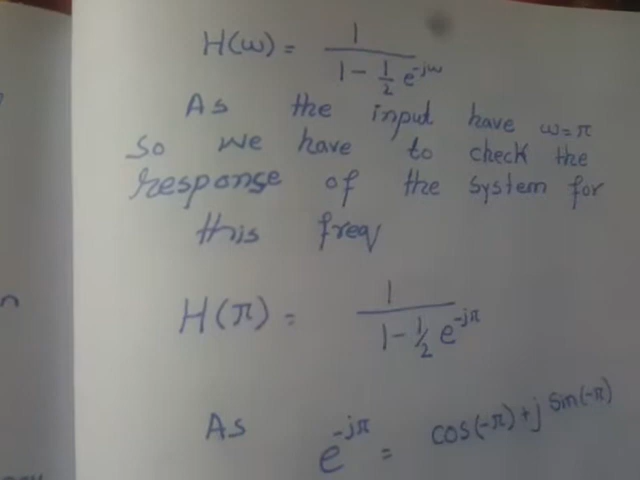 H(ω) = 1 / (1 - 1/2 e^-jω)
As the input have ω=π
so we have to check the
response of the system for
this freq
H(π) = 1 / (1 - 1/2 e^-jπ)
As e^-jπ = cos(-π) + j sin(-π)